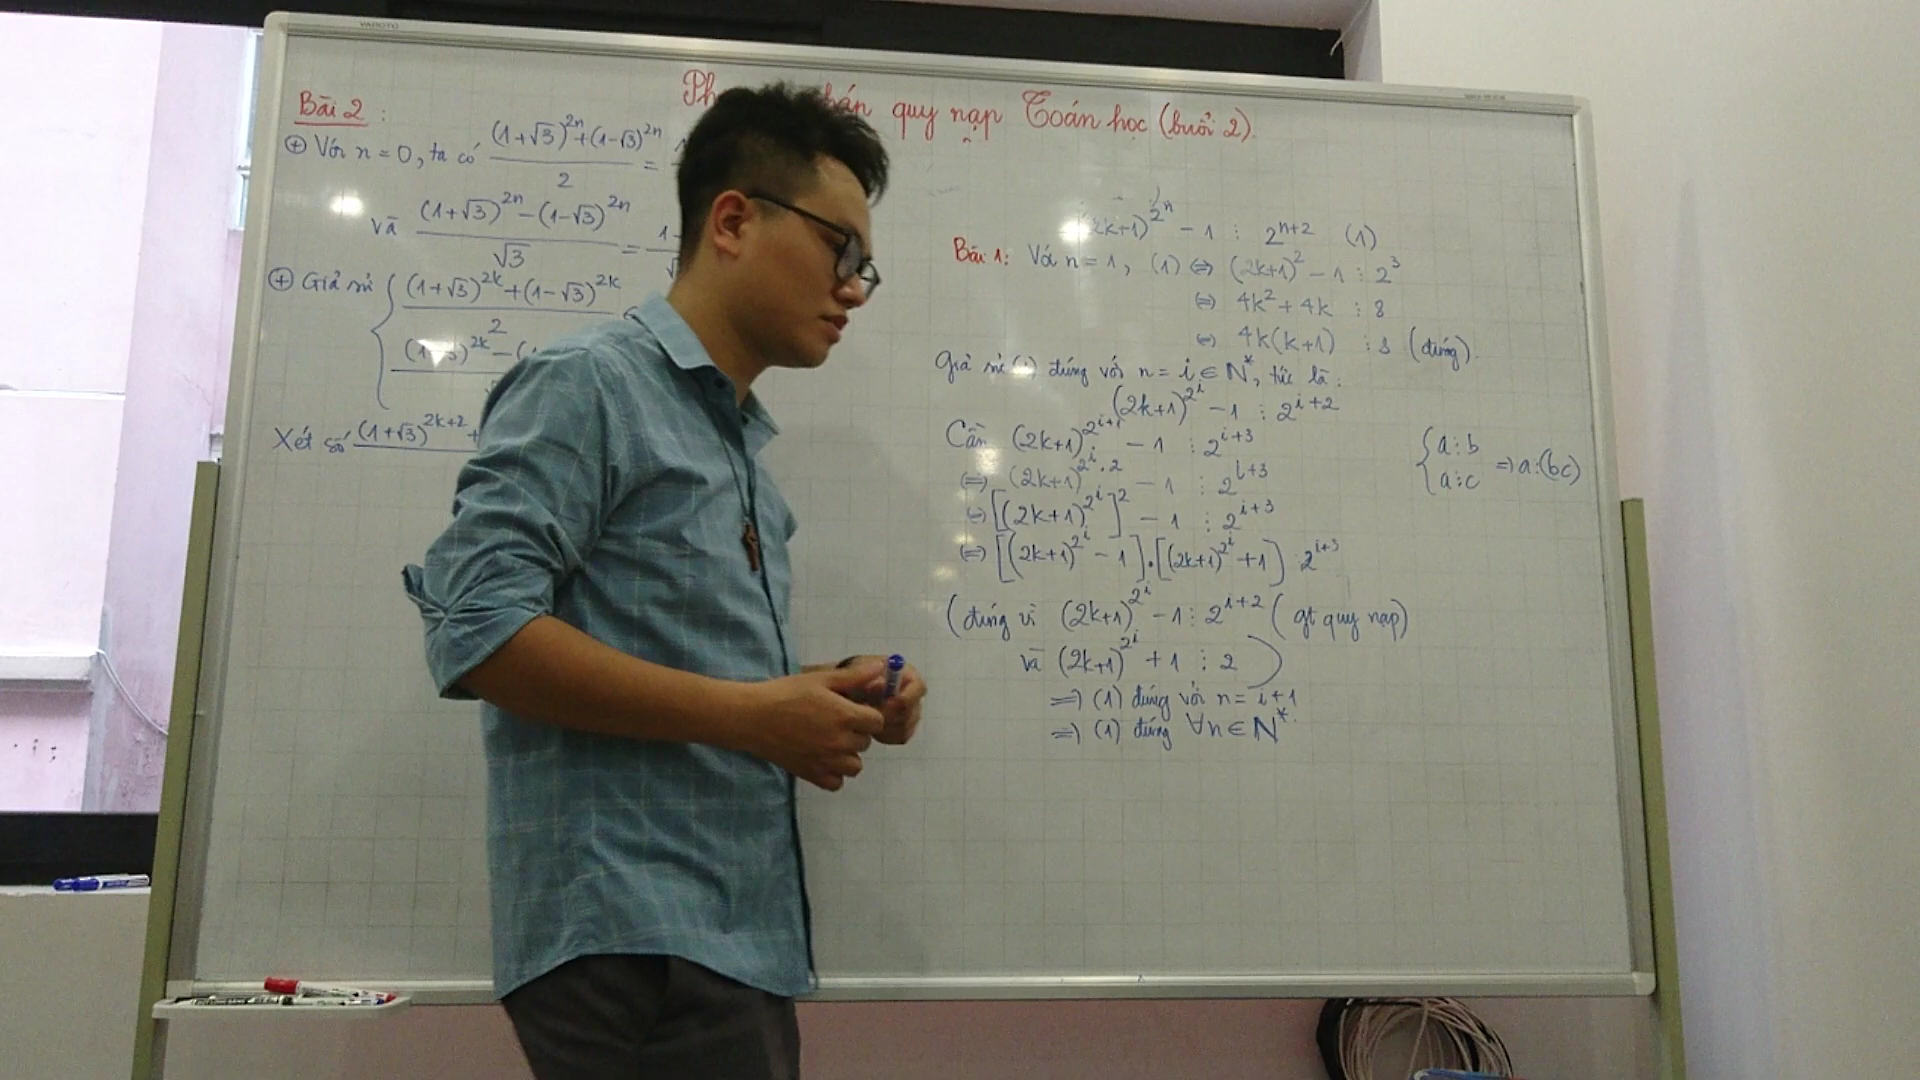 Bài 2 :
⊕ Với n = 0, ta có (1+√3)^2n + (1-√3)^2n / 2 =
và (1+√3)^2n - (1-√3)^2n / √3 = 1-
⊕ Giả sử { (1+√3)^2k + (1-√3)^2k / 2
Xét số (1+√3)^2k+2 +
quy nạp Toán học (buổi 2).
(2k+1)^2^n - 1 ⋮ 2^n+2 (1)
Bài 1: Với n = 1, (1) ⇔ (2k+1)^2 - 1 ⋮ 2^3
⇔ 4k^2 + 4k ⋮ 8
⇔ 4k(k+1) ⋮ 8 (đúng).
Giả sử (1) đúng với n = i ∈ N*, tức là:
(2k+1)^2^i - 1 ⋮ 2^i+2
Cần (2k+1)^2^i+1 - 1 ⋮ 2^i+3
⇔ (2k+1)^2^i.2 - 1 ⋮ 2^i+3
⇔ [(2k+1)^2^i]^2 - 1 ⋮ 2^i+3
⇔ [(2k+1)^2^i - 1].[(2k+1)^2^i + 1] ⋮ 2^i+3
(đúng vì (2k+1)^2^i - 1 ⋮ 2^i+2 (gt quy nạp)
và (2k+1)^2^i + 1 ⋮ 2)
⇒ (1) đúng với n = i+1
⇒ (1) đúng ∀n ∈ N*.
{ a ⋮ b
a ⋮ c ⇒ a ⋮ (bc)